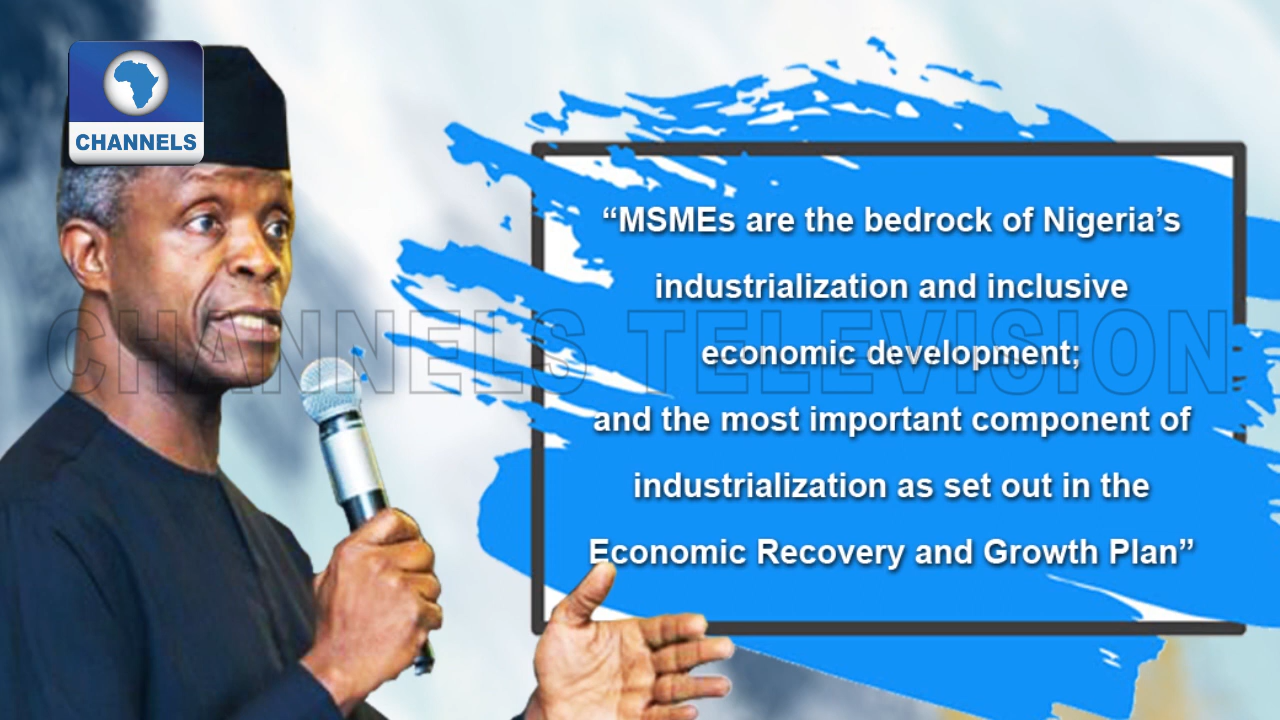 CHANNELS
“MSMEs are the bedrock of Nigeria’s
industrialization and inclusive
economic development;
and the most important component of
industrialization as set out in the
Economic Recovery and Growth Plan”
CHANNELS TELEVISION